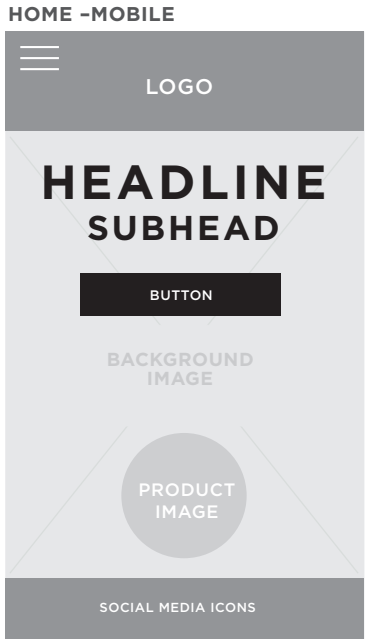 HOME –MOBILE
LOGO
HEADLINE
SUBHEAD
BUTTON
BACKGROUND
IMAGE
PRODUCT
IMAGE
SOCIAL MEDIA ICONS